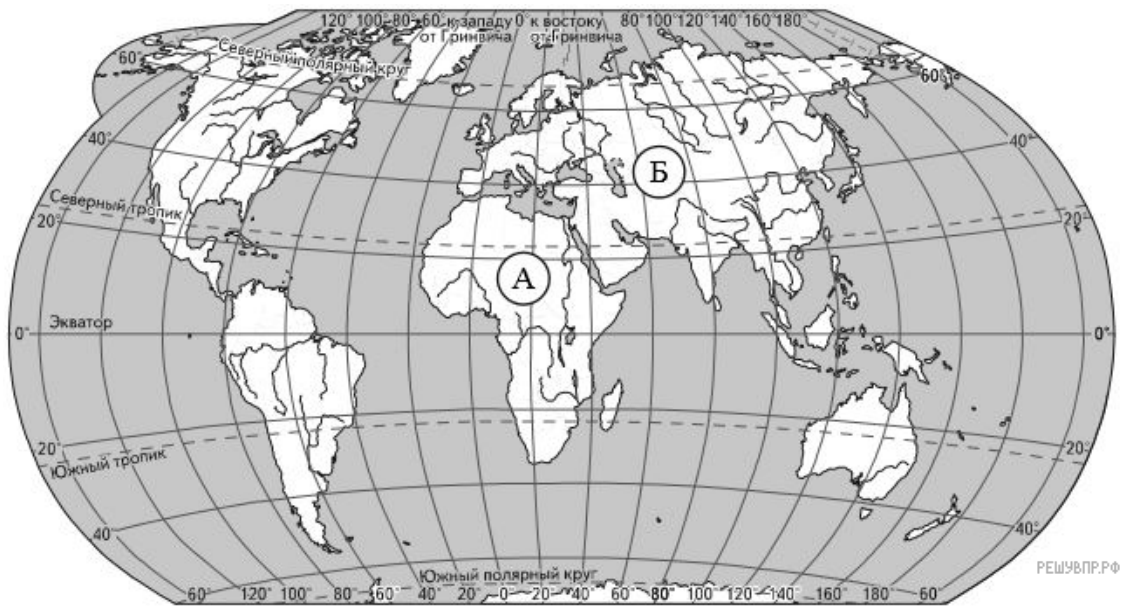 120° 100° 80° 60° к западу 0° к востоку 80° 100° 120° 140° 160° 180°
от Гринвича от Гринвича
60° Северный полярный круг 60°
40° 40°
Б
Северный тропик
20° 20°
А
Экватор
0° 0°
20° 20°
Южный тропик
40° 40°
Южный полярный круг
60° 120° 100° 80° 60° 40° 20° 0° 20° 40° 60° 80° 100° 120° 140° 60°
РЕШУВПР.РФ